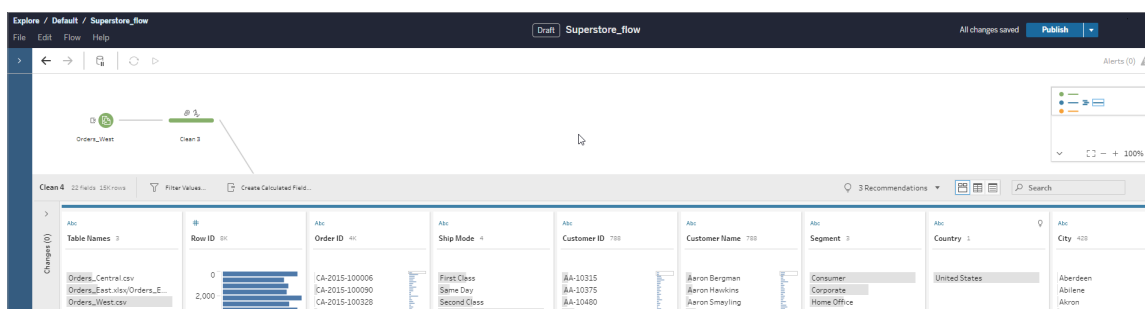 Explore / Default / Superstore_flow
File Edit Flow Help
Draft Superstore_flow
All changes saved Publish
Alerts (0)
Orders_West
Clean 3
100%
Clean 4 22 fields 15K rows Filter Values... Create Calculated Field... 3 Recommendations Search
Changes (0)
Abc # Abc Abc Abc Abc Abc Abc Abc
Table Names 3 Row ID 8K Order ID 4K Ship Mode 4 Customer ID 788 Customer Name 788 Segment 3 Country 1 City 428
Orders_Central.csv 0 CA-2015-100006 First Class AA-10315 Aaron Bergman Consumer United States Aberdeen
Orders_East.xlsx/Orders_E... CA-2015-100090 Same Day AA-10375 Aaron Hawkins Corporate Abilene
Orders_West.csv 2,000 CA-2015-100328 Second Class AA-10480 Aaron Smayling Home Office Akron